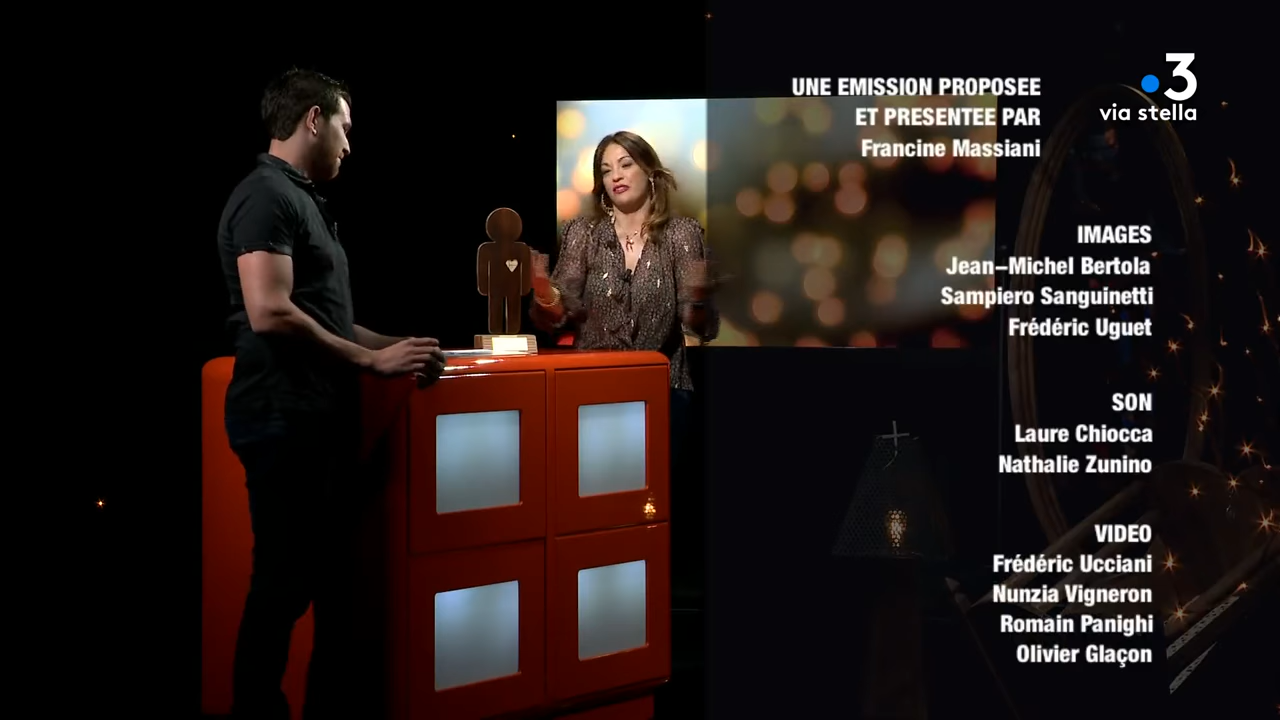 3
via stella
UNE EMISSION PROPOSEE
ET PRESENTEE PAR
Francine Massiani
IMAGES
Jean-Michel Bertola
Sampiero Sanguinetti
Frédéric Uguet
SON
Laure Chiocca
Nathalie Zunino
VIDEO
Frédéric Ucciani
Nunzia Vigneron
Romain Panighi
Olivier Glaçon